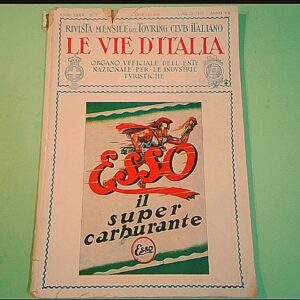 RIVISTA MENSILE DEL TOVRING CLVB ITALIANO
LE VIE D'ITALIA
ORGANO VFFICIALE DELL'ENTE
NAZIONALE PER LE INDVSTRIE
TVRISTICHE
ESSO
il
super
carburante
Esso